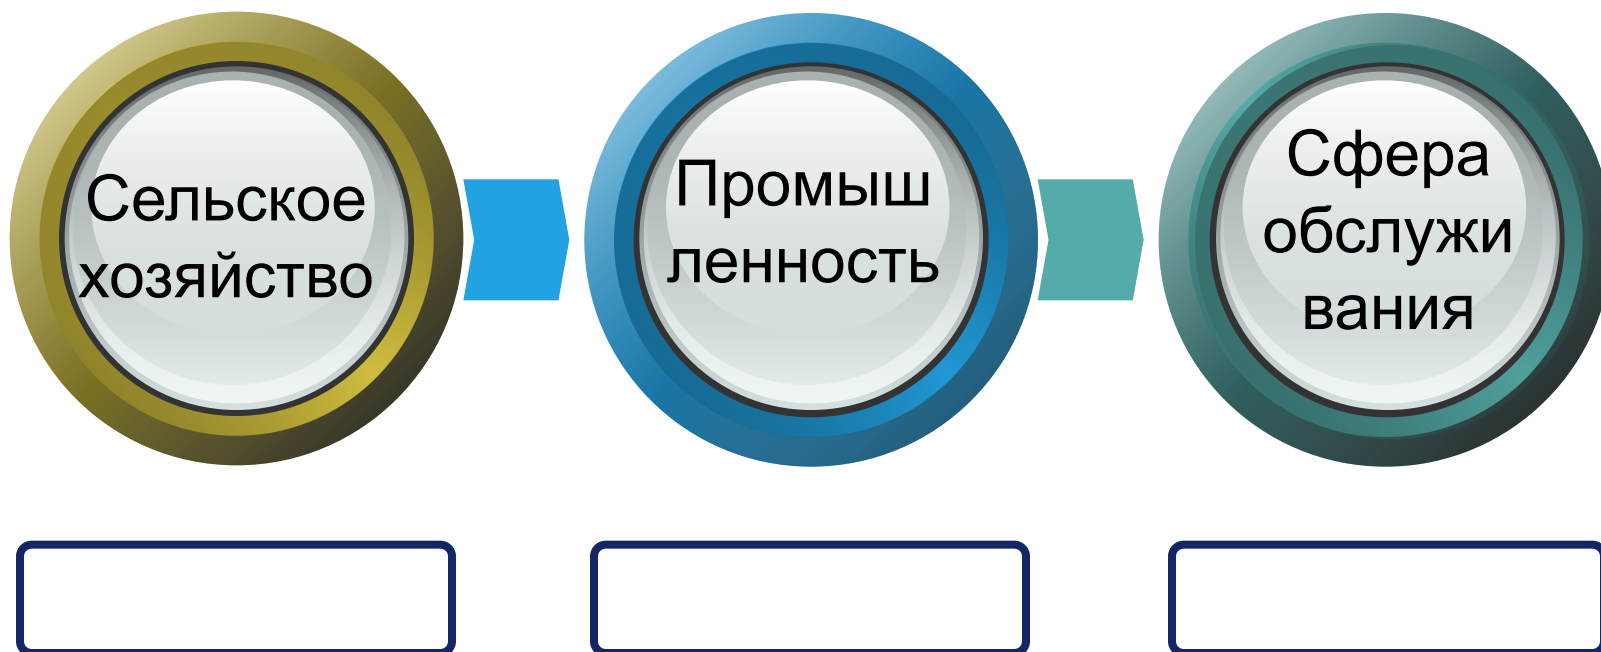 Сельское
хозяйство
Промыш
ленность
Сфера
обслужи
вания